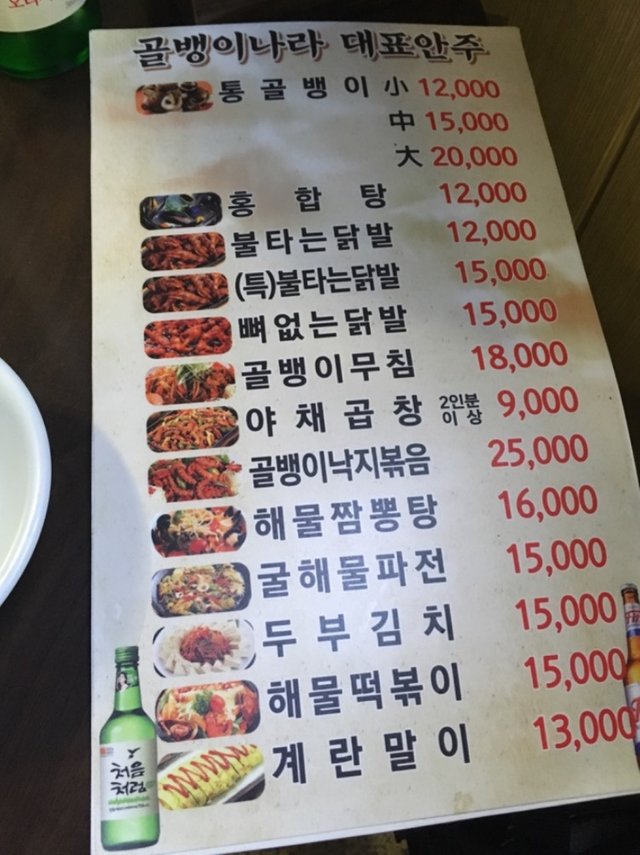 골뱅이나라 대표안주
통골뱅이 小 12,000
中 15,000
大 20,000
홍합탕 12,000
불타는닭발 12,000
(특)불타는닭발 15,000
뼈없는닭발 15,000
골뱅이무침 18,000
야채곱창 2인분 이상 9,000
골뱅이낙지볶음 25,000
해물짬뽕탕 16,000
굴해물파전 15,000
두부김치 15,000
해물떡볶이 15,000
계란말이 13,000
처음
처럼